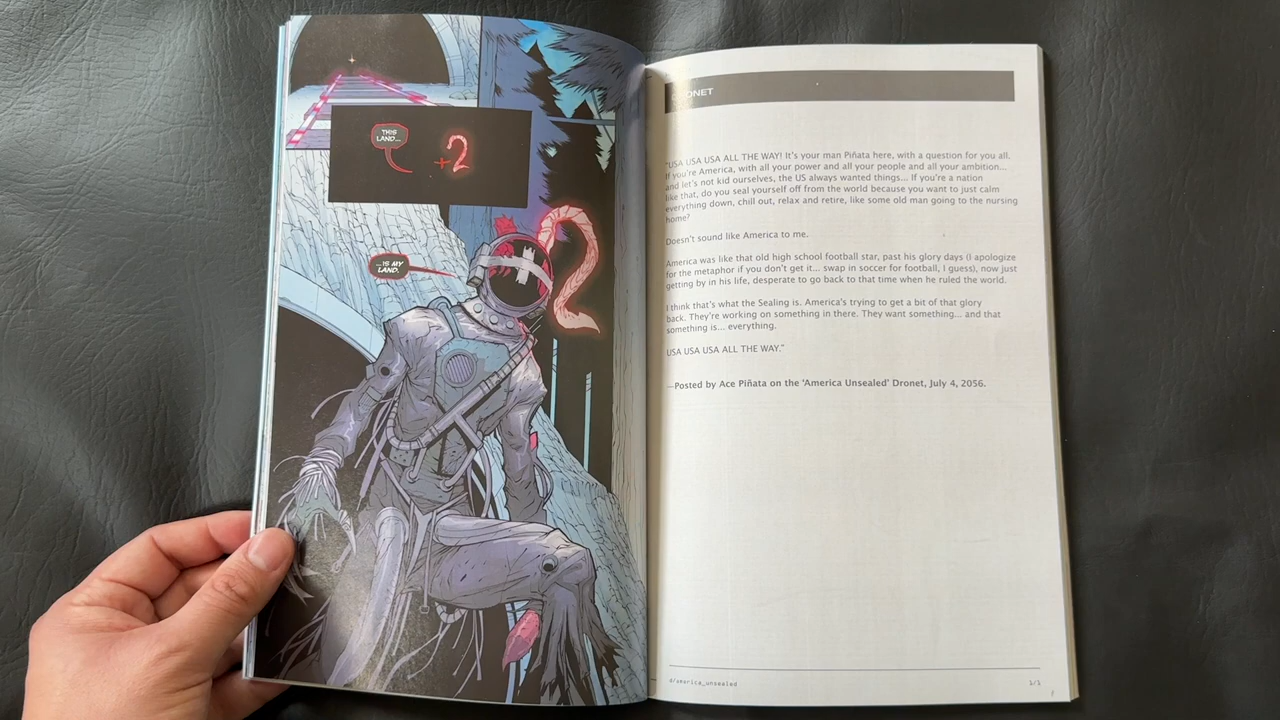 THIS
LAND...
+2
...IS MY
LAND.
2
DRONET
"USA USA USA ALL THE WAY! It's your man Piñata here, with a question for you all.
If you're America, with all your power and all your people and all your ambition...
and let's not kid ourselves, the US always wanted things... If you're a nation
like that, do you seal yourself off from the world because you want to just calm
everything down, chill out, relax and retire, like some old man going to the nursing
home?
Doesn't sound like America to me.
America was like that old high school football star, past his glory days (I apologize
for the metaphor if you don't get it... swap in soccer for football, I guess), now just
getting by in his life, desperate to go back to that time when he ruled the world.
I think that's what the Sealing is. America's trying to get a bit of that glory
back. They're working on something in there. They want something... and that
something is... everything.
USA USA USA ALL THE WAY."
—Posted by Ace Piñata on the 'America Unsealed' Dronet, July 4, 2056.
d/america_unsealed
1/1